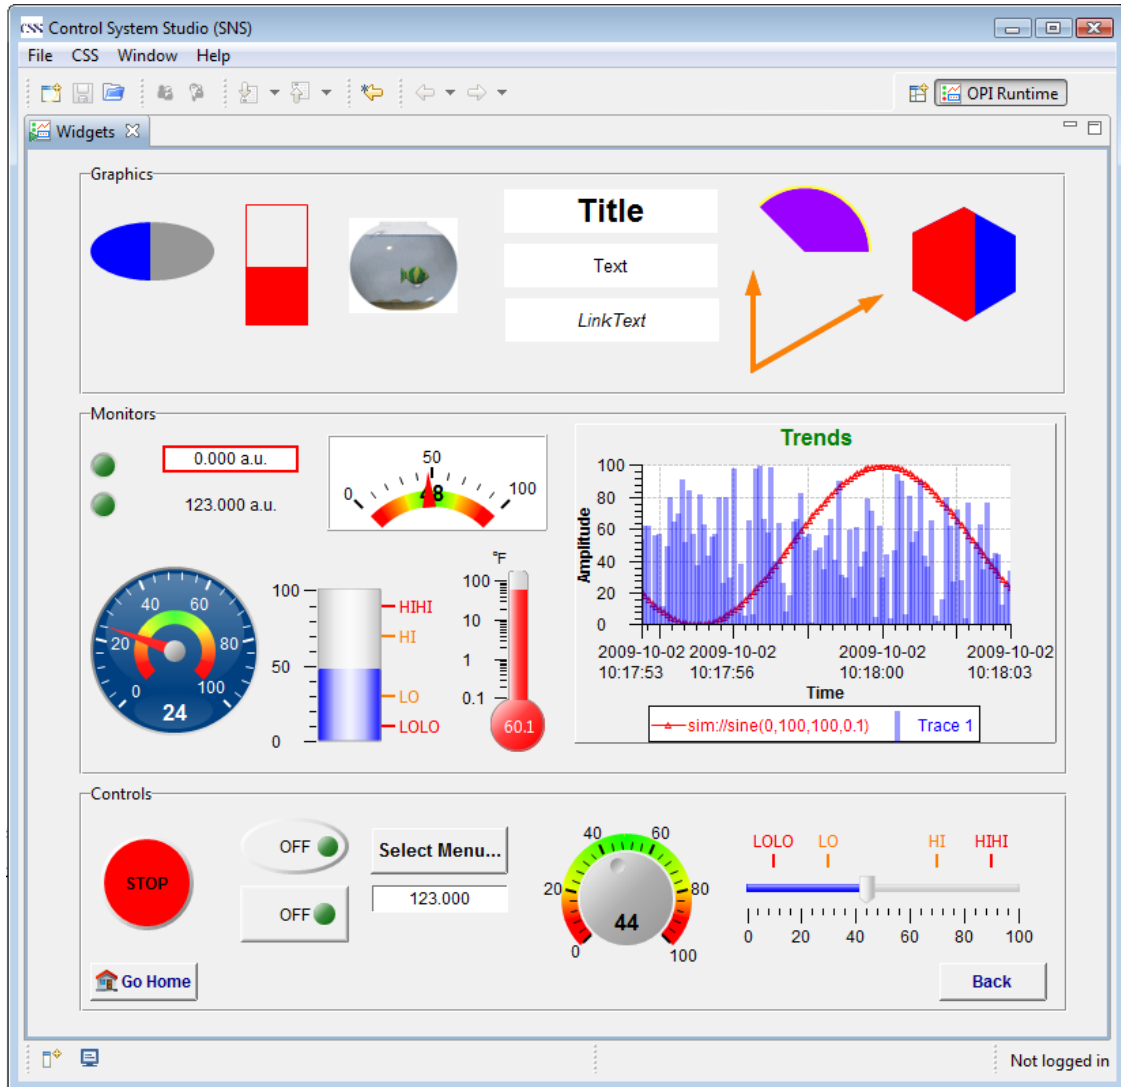 CSS Control System Studio (SNS)
File CSS Window Help
OPI Runtime
Widgets
Graphics
Title
Text
LinkText
Monitors
0.000 a.u.
123.000 a.u.
0 50 100
48
Trends
Amplitude
100
80
60
40
20
0
2009-10-02 2009-10-02 2009-10-02 2009-10-02
10:17:53 10:17:56 10:18:00 10:18:03
Time
sim://sine(0,100,100,0.1) Trace 1
0 20 40 60 80 100
24
100
50
0
HIHI
HI
LO
LOLO
°F
100
10
1
0.1
60.1
Controls
STOP
OFF
OFF
Select Menu...
123.000
0 20 40 60 80 100
44
LOLO LO HI HIHI
0 20 40 60 80 100
Go Home
Back
Not logged in